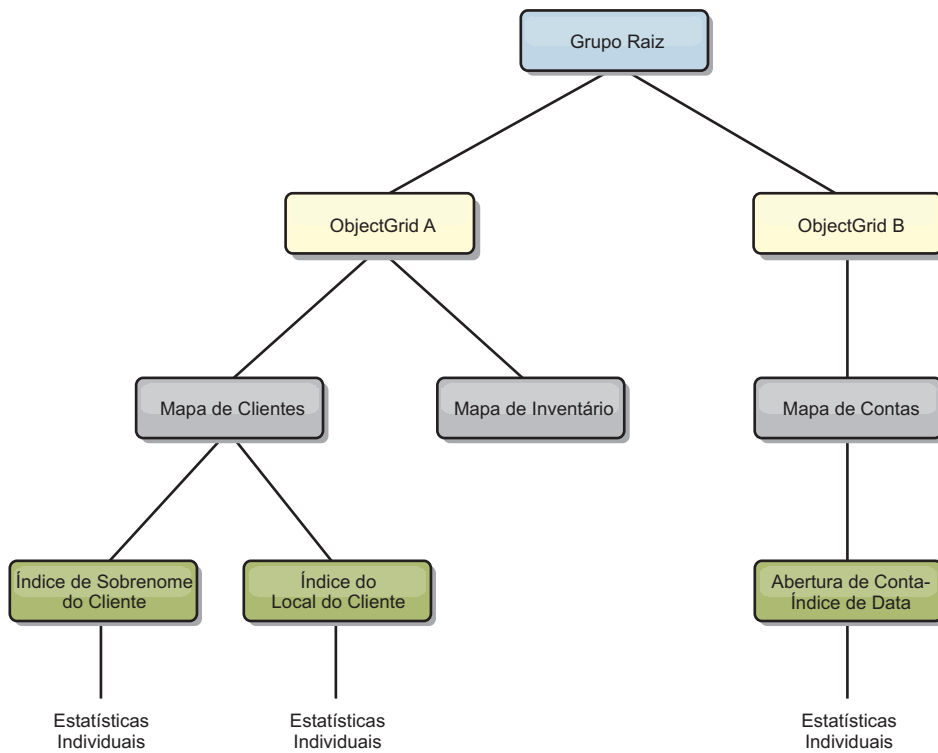 Grupo Raiz
ObjectGrid A
ObjectGrid B
Mapa de Clientes
Mapa de Inventário
Mapa de Contas
Índice de Sobrenome
do Cliente
Índice do
Local do Cliente
Abertura de Conta-
Índice de Data
Estatísticas
Individuais
Estatísticas
Individuais
Estatísticas
Individuais